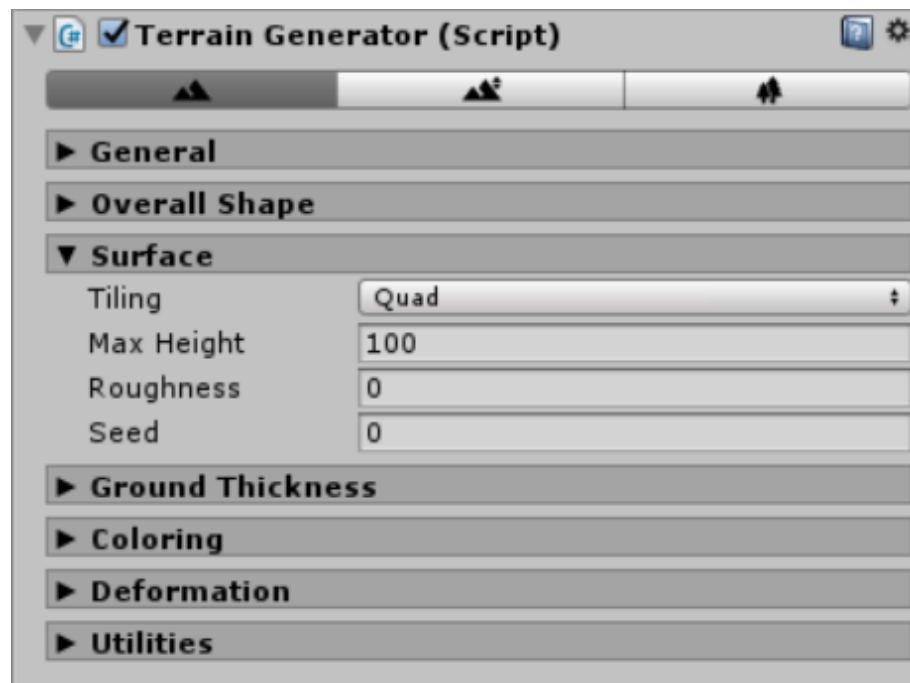 Terrain Generator (Script)
General
Overall Shape
Surface
Tiling Quad
Max Height 100
Roughness 0
Seed 0
Ground Thickness
Coloring
Deformation
Utilities